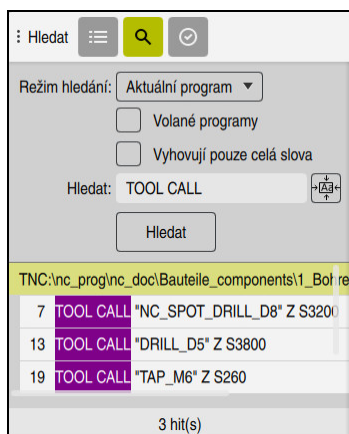 Hledat
Režim hledání: Aktuální program
Volané programy
Vyhovují pouze celá slova
Hledat: TOOL CALL
Hledat
TNC:\nc_prog\nc_doc\Bauteile_components\1_Bohre
7 TOOL CALL "NC_SPOT_DRILL_D8" Z S3200
13 TOOL CALL "DRILL_D5" Z S3800
19 TOOL CALL "TAP_M6" Z S260
3 hit(s)